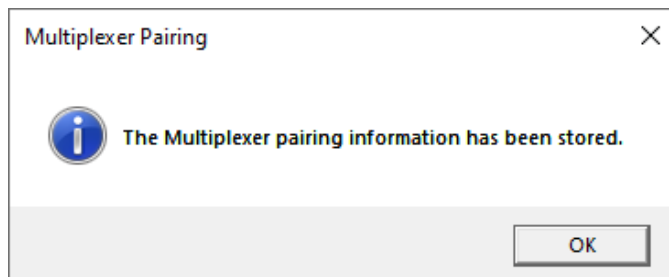 Multiplexer Pairing
The Multiplexer pairing information has been stored.
OK